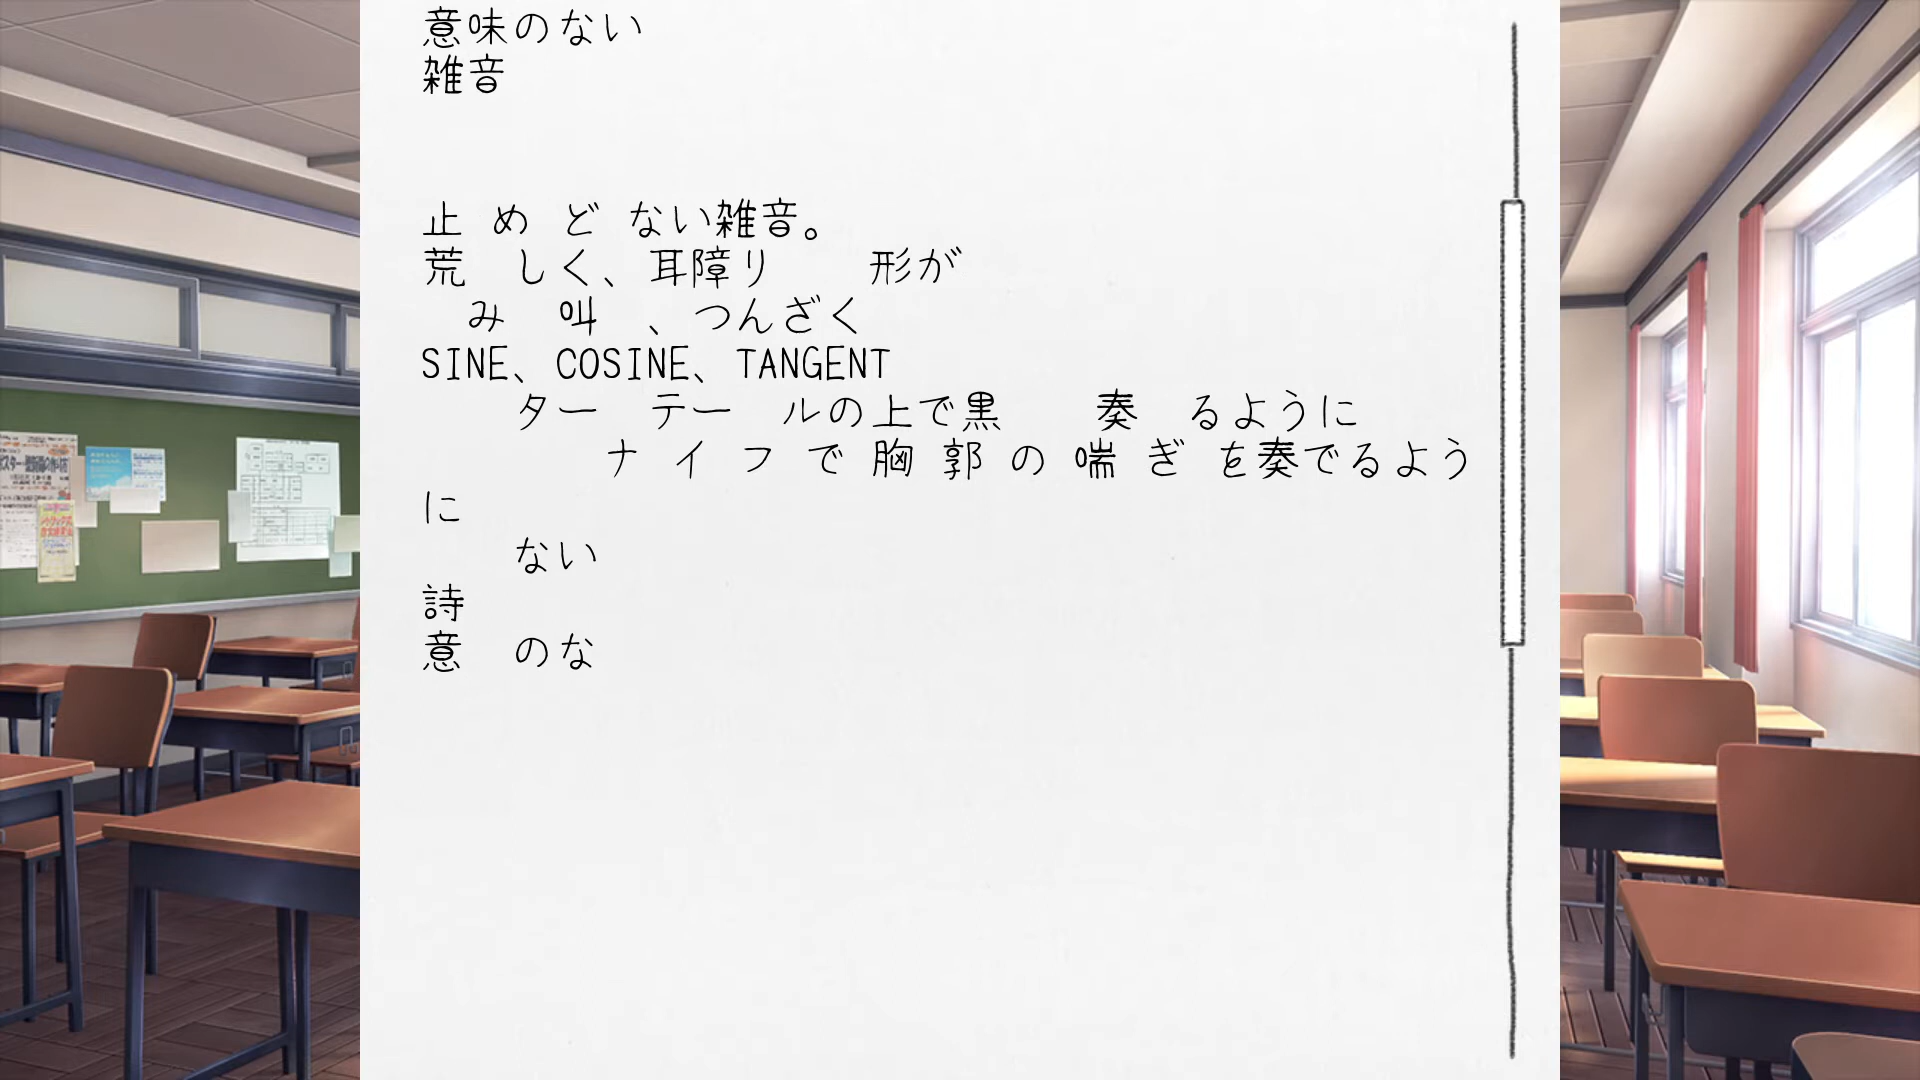 意味のない
雑音
止 め ど ない雑音。
荒　しく、耳障り　　形が
　み　叫　、つんざく
SINE、COSINE、TANGENT
　　ター　テー　ルの上で黒　　奏　るように
　　　　ナ イ フ で 胸 郭 の 喘 ぎ を奏でるよう
に
　　ない
詩
意　のな